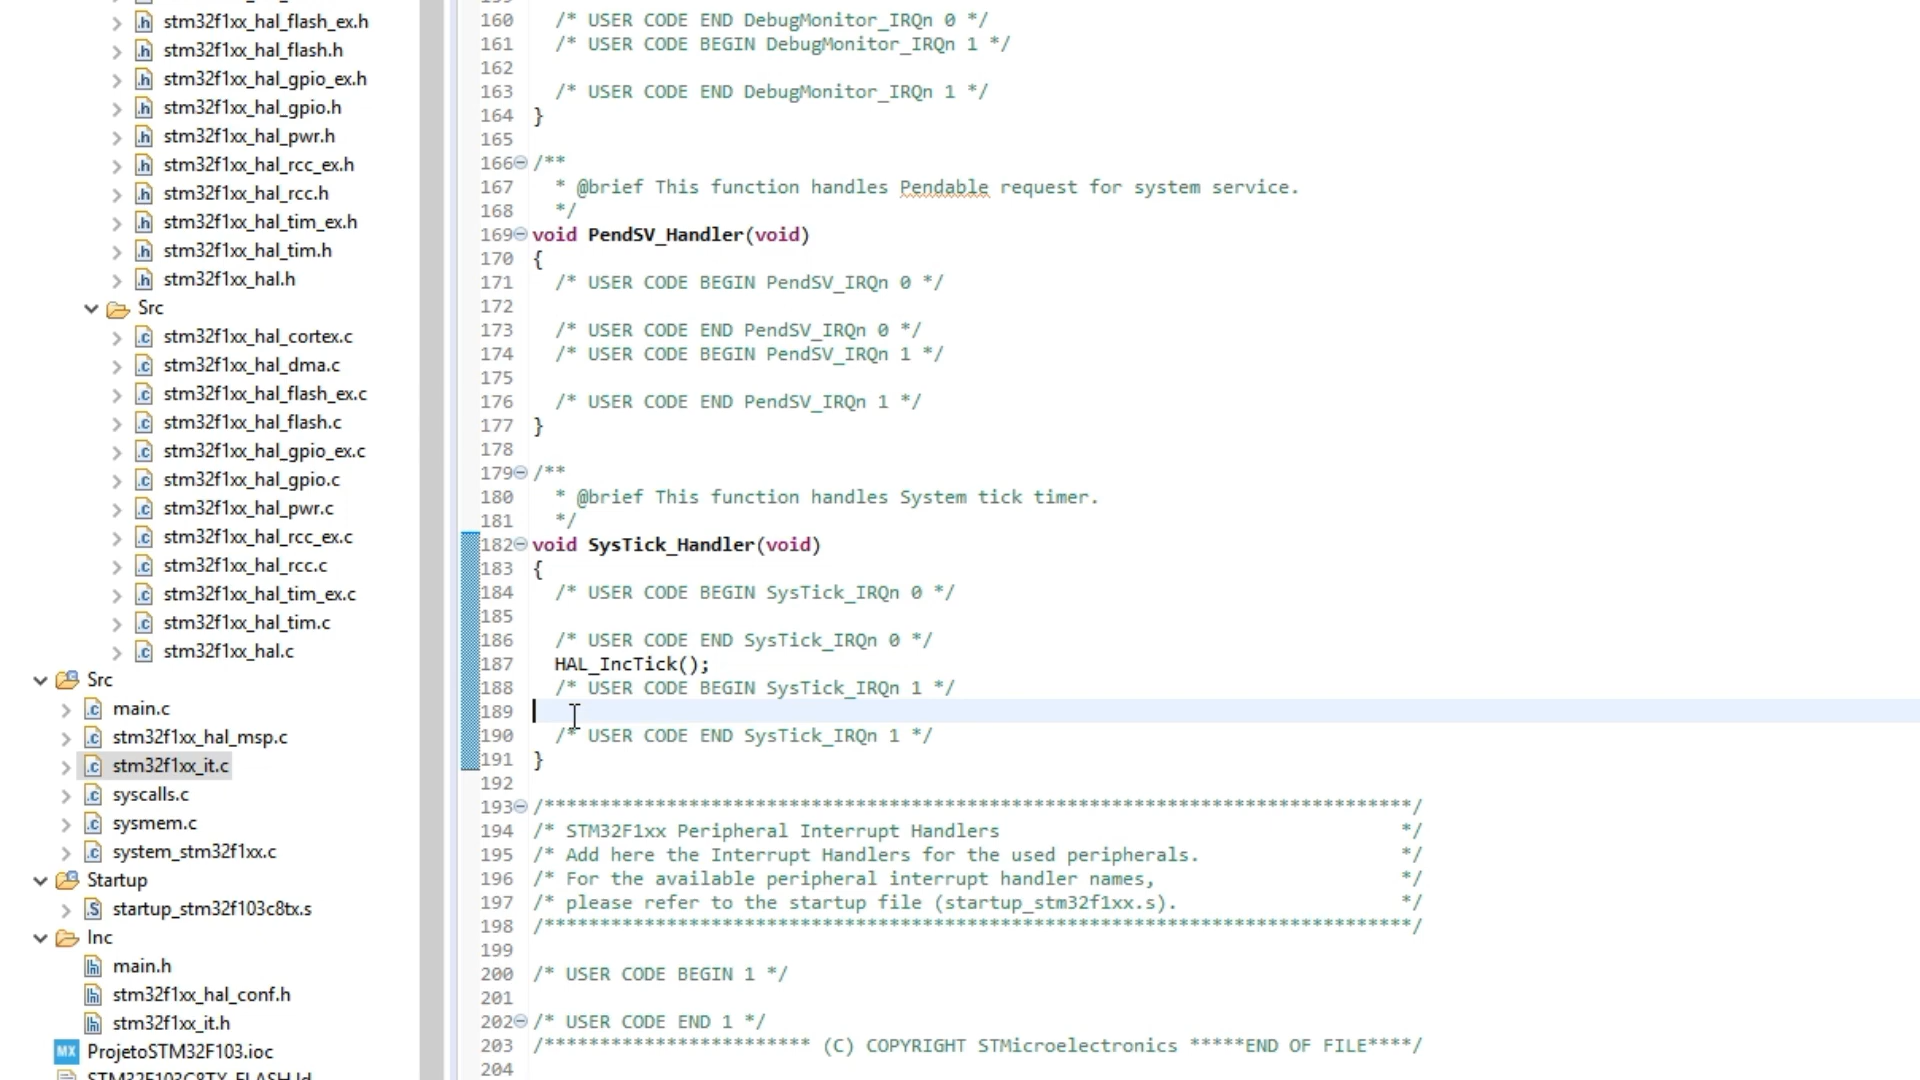 stm32f1xx_hal_flash_ex.h
stm32f1xx_hal_flash.h
stm32f1xx_hal_gpio_ex.h
stm32f1xx_hal_gpio.h
stm32f1xx_hal_pwr.h
stm32f1xx_hal_rcc_ex.h
stm32f1xx_hal_rcc.h
stm32f1xx_hal_tim_ex.h
stm32f1xx_hal_tim.h
stm32f1xx_hal.h
Src
stm32f1xx_hal_cortex.c
stm32f1xx_hal_dma.c
stm32f1xx_hal_flash_ex.c
stm32f1xx_hal_flash.c
stm32f1xx_hal_gpio_ex.c
stm32f1xx_hal_gpio.c
stm32f1xx_hal_pwr.c
stm32f1xx_hal_rcc_ex.c
stm32f1xx_hal_rcc.c
stm32f1xx_hal_tim_ex.c
stm32f1xx_hal_tim.c
stm32f1xx_hal.c
Src
main.c
stm32f1xx_hal_msp.c
stm32f1xx_it.c
syscalls.c
sysmem.c
system_stm32f1xx.c
Startup
startup_stm32f103c8tx.s
Inc
main.h
stm32f1xx_hal_conf.h
stm32f1xx_it.h
MX ProjetoSTM32F103.ioc
STM32F103C8TX_FLASH.ld
160 /* USER CODE END DebugMonitor_IRQn 0 */
161 /* USER CODE BEGIN DebugMonitor_IRQn 1 */
162
163 /* USER CODE END DebugMonitor_IRQn 1 */
164 }
165
166 /**
167 * @brief This function handles Pendable request for system service.
168 */
169 void PendSV_Handler(void)
170 {
171 /* USER CODE BEGIN PendSV_IRQn 0 */
172
173 /* USER CODE END PendSV_IRQn 0 */
174 /* USER CODE BEGIN PendSV_IRQn 1 */
175
176 /* USER CODE END PendSV_IRQn 1 */
177 }
178
179 /**
180 * @brief This function handles System tick timer.
181 */
182 void SysTick_Handler(void)
183 {
184 /* USER CODE BEGIN SysTick_IRQn 0 */
185
186 /* USER CODE END SysTick_IRQn 0 */
187 HAL_IncTick();
188 /* USER CODE BEGIN SysTick_IRQn 1 */
189
190 /* USER CODE END SysTick_IRQn 1 */
191 }
192
193 /******************************************************************************/
194 /* STM32F1xx Peripheral Interrupt Handlers */
195 /* Add here the Interrupt Handlers for the used peripherals. */
196 /* For the available peripheral interrupt handler names, */
197 /* please refer to the startup file (startup_stm32f1xx.s). */
198 /******************************************************************************/
199
200 /* USER CODE BEGIN 1 */
201
202 /* USER CODE END 1 */
203 /************************ (C) COPYRIGHT STMicroelectronics *****END OF FILE****/
204